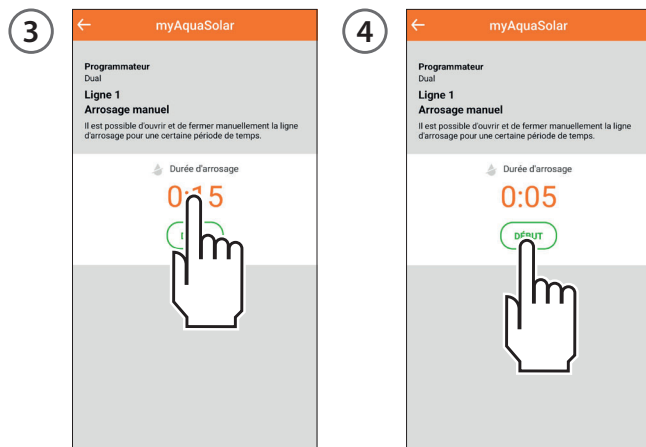 3
myAquaSolar
Programmateur
Dual
Ligne 1
Arrosage manuel
Il est possible d'ouvrir et de fermer manuellement la ligne
d'arrosage pour une certaine période de temps.
Durée d'arrosage
0:15
4
myAquaSolar
Programmateur
Dual
Ligne 1
Arrosage manuel
Il est possible d'ouvrir et de fermer manuellement la ligne
d'arrosage pour une certaine période de temps.
Durée d'arrosage
0:05
DÉBUT